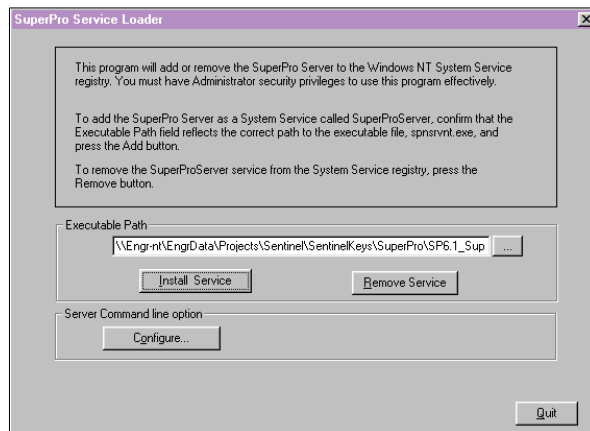 SuperPro Service Loader
This program will add or remove the SuperPro Server to the Windows NT System Service
registry. You must have Administrator security privileges to use this program effectively.
To add the SuperPro Server as a System Service called SuperProServer, confirm that the
Executable Path field reflects the correct path to the executable file, spnsrvnt.exe, and
press the Add button.
To remove the SuperProServer service from the System Service registry, press the
Remove button.
Executable Path
\\Engr-nt\EngrData\Projects\Sentinel\SentinelKeys\SuperPro\SP6.1_Sup
...
Install Service
Remove Service
Server Command line option
Configure...
Quit